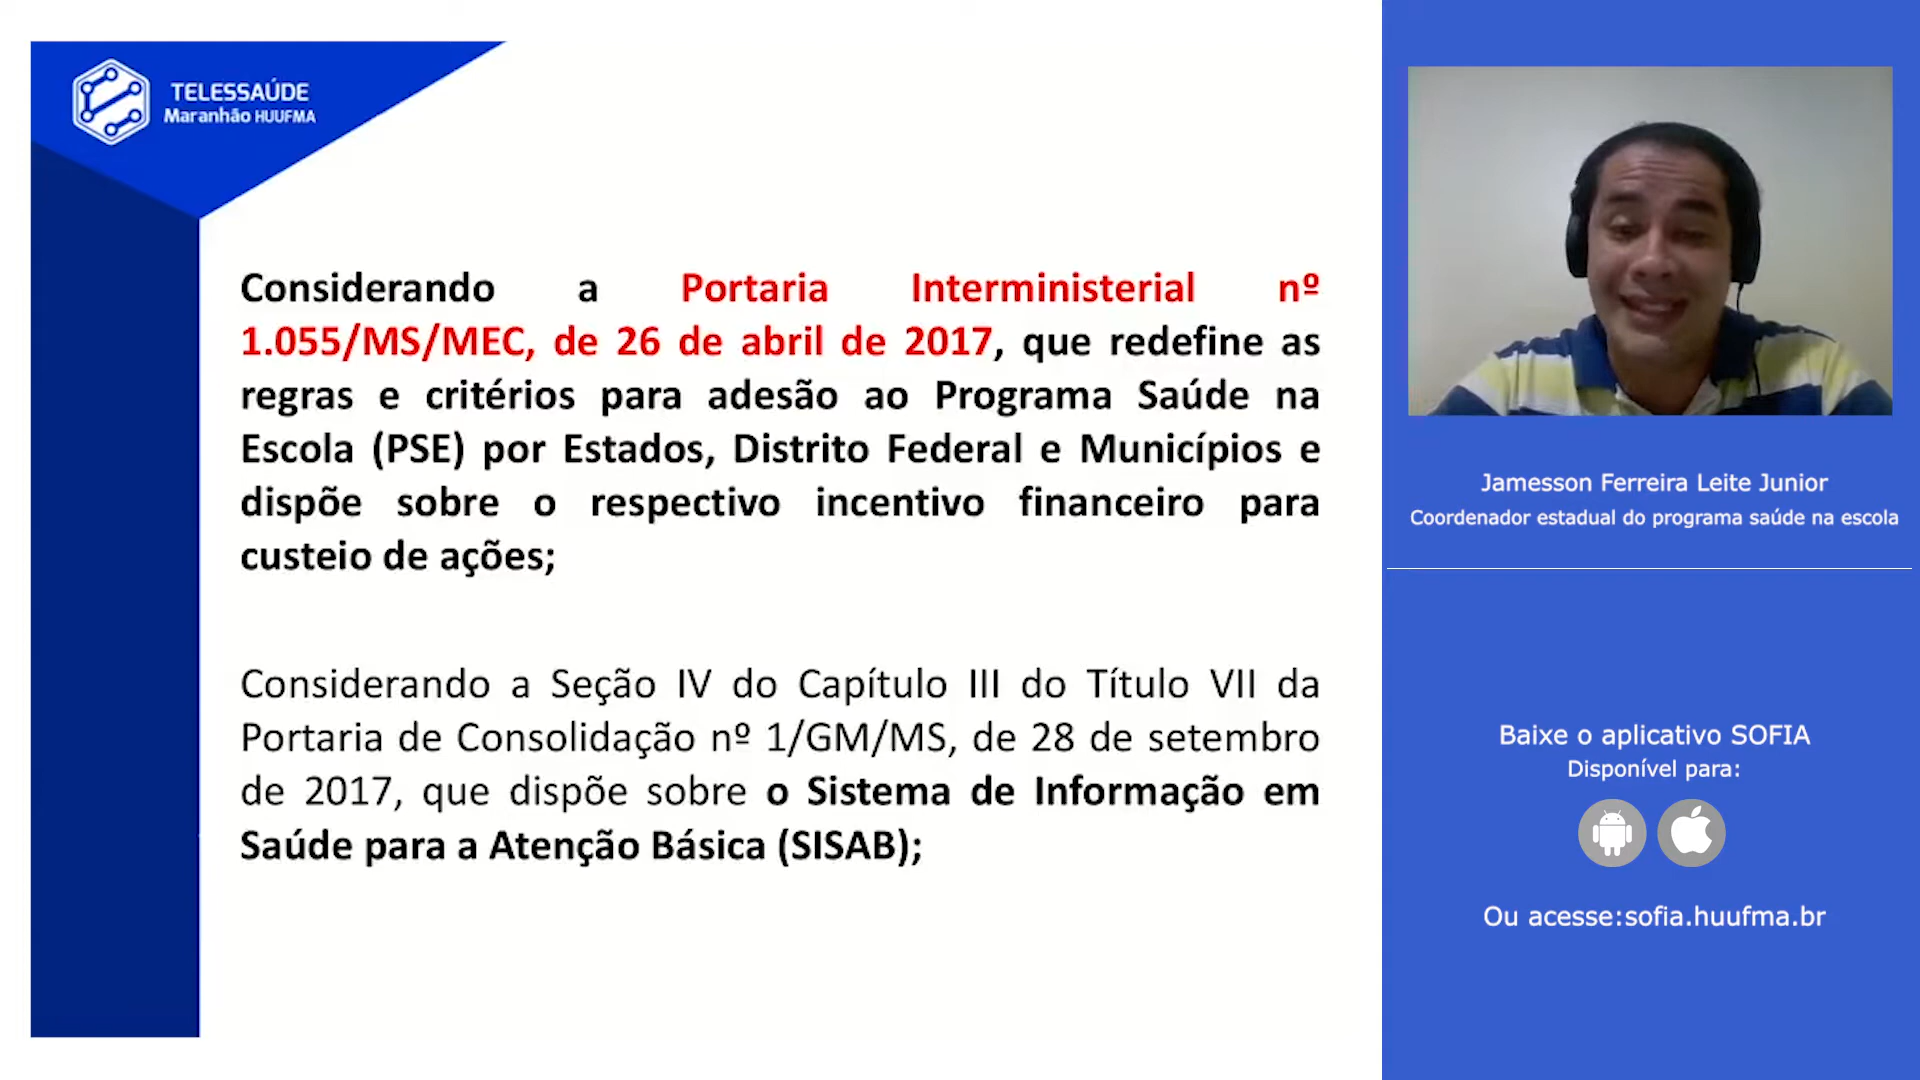 TELESSAÚDE
Maranhão HUUFMA
Considerando a Portaria Interministerial nº
1.055/MS/MEC, de 26 de abril de 2017, que redefine as
regras e critérios para adesão ao Programa Saúde na
Escola (PSE) por Estados, Distrito Federal e Municípios e
dispõe sobre o respectivo incentivo financeiro para
custeio de ações;
Considerando a Seção IV do Capítulo III do Título VII da
Portaria de Consolidação nº 1/GM/MS, de 28 de setembro
de 2017, que dispõe sobre o Sistema de Informação em
Saúde para a Atenção Básica (SISAB);
Jamesson Ferreira Leite Junior
Coordenador estadual do programa saúde na escola
Baixe o aplicativo SOFIA
Disponível para:
Ou acesse:sofia.huufma.br